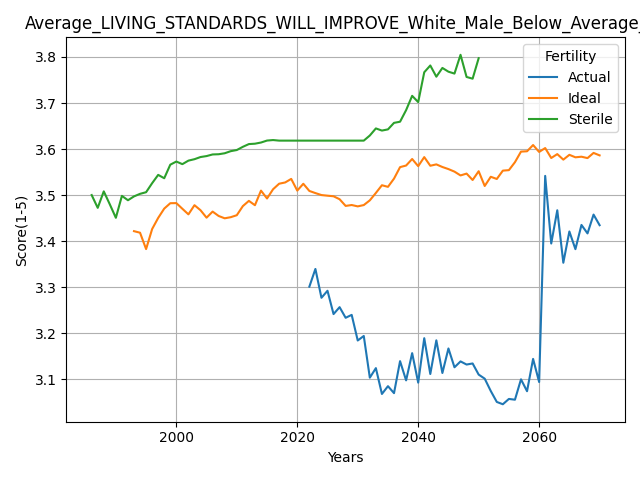 Average_LIVING_STANDARDS_WILL_IMPROVE_White_Male_Below_Average_
Fertility
Actual
Ideal
Sterile
Score(1-5)
3.8
3.7
3.6
3.5
3.4
3.3
3.2
3.1
2000
2020
2040
2060
Years